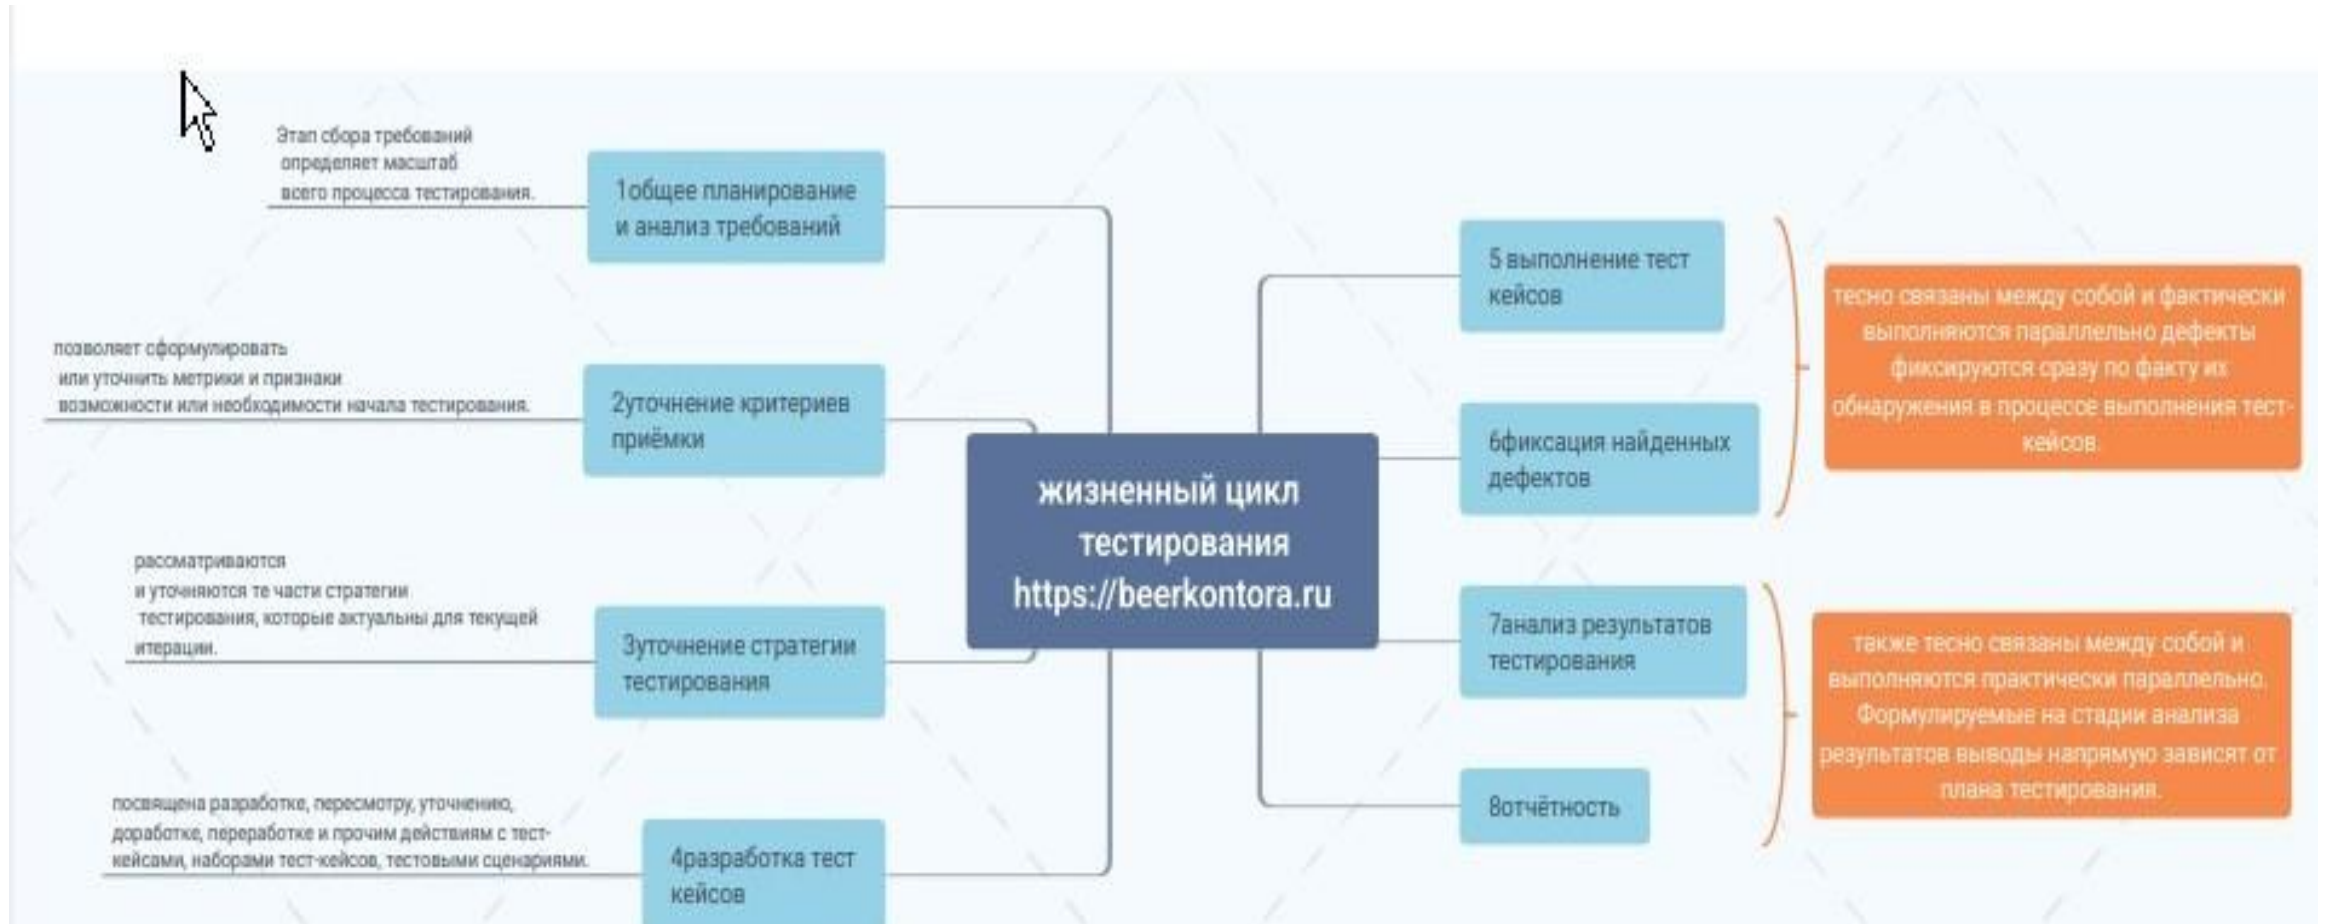 Этап сбора требований
определяет масштаб
всего процесса тестирования.
1общее планирование
и анализ требований
позволяет сформулировать
или уточнить метрики и признаки
возможности или необходимости начала тестирования.
2уточнение критериев
приёмки
рассматриваются
и уточняются те части стратегии
тестирования, которые актуальны для текущей
итерации.
3уточнение стратегии
тестирования
посвящена разработке, пересмотру, уточнению,
доработке, переработке и прочим действиям с тест-
кейсами, наборами тест-кейсов, тестовыми сценариями.
4разработка тест
кейсов
жизненный цикл
тестирования
https://beerkontora.ru
5 выполнение тест
кейсов
6фиксация найденных
дефектов
тесно связаны между собой и фактически
выполняются параллельно дефекты
фиксируются сразу по факту их
обнаружения в процессе выполнения тест-
кейсов.
7анализ результатов
тестирования
8отчётность
также тесно связаны между собой и
выполняются практически параллельно.
Формулируемые на стадии анализа
результатов выводы напрямую зависят от
плана тестирования.